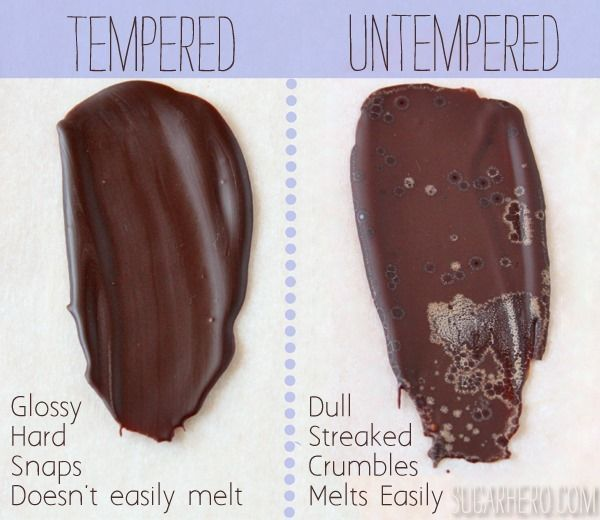 TEMPERED
UNTEMPERED
Glossy
Hard
Snaps
Doesn't easily melt
Dull
Streaked
Crumbles
Melts Easily
SUGARHERO.COM